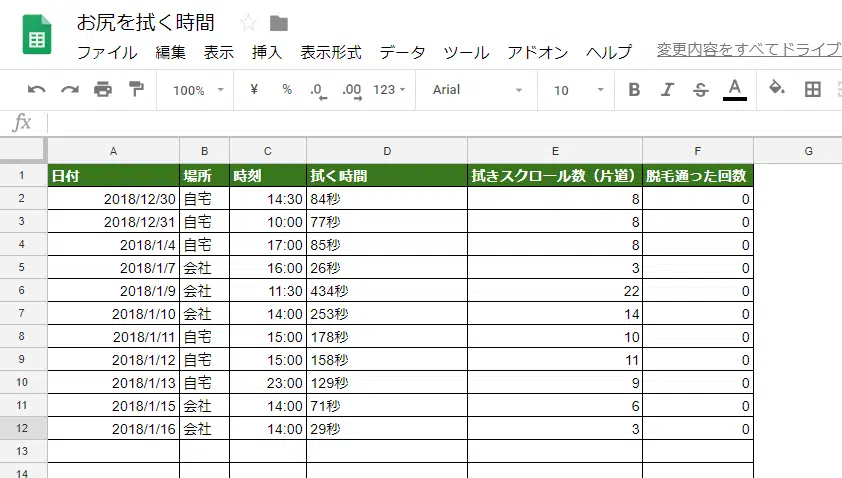 お尻を拭く時間
ファイル 編集 表示 挿入 表示形式 データ ツール アドオン ヘルプ 変更内容をすべてドライブ
100% ¥ % .0 .00 123 Arial 10 B I S A
fx
A B C D E F G
1 日付 場所 時刻 拭く時間 拭きスクロール数（片道） 脱毛通った回数
2 2018/12/30 自宅 14:30 84秒 8 0
3 2018/12/31 自宅 10:00 77秒 8 0
4 2018/1/4 自宅 17:00 85秒 8 0
5 2018/1/7 会社 16:00 26秒 3 0
6 2018/1/9 会社 11:30 434秒 22 0
7 2018/1/10 会社 14:00 253秒 14 0
8 2018/1/11 自宅 15:00 178秒 10 0
9 2018/1/12 自宅 15:00 158秒 11 0
10 2018/1/13 自宅 23:00 129秒 9 0
11 2018/1/15 会社 14:00 71秒 6 0
12 2018/1/16 会社 14:00 29秒 3 0
13
14